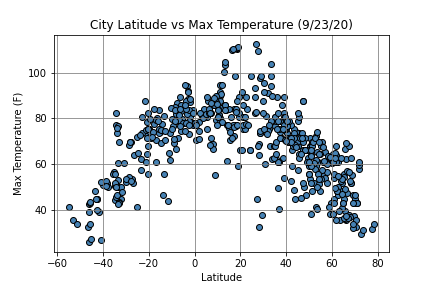 City Latitude vs Max Temperature (9/23/20)
Max Temperature (F)
100
80
60
40
−60 −40 −20 0 20 40 60 80
Latitude